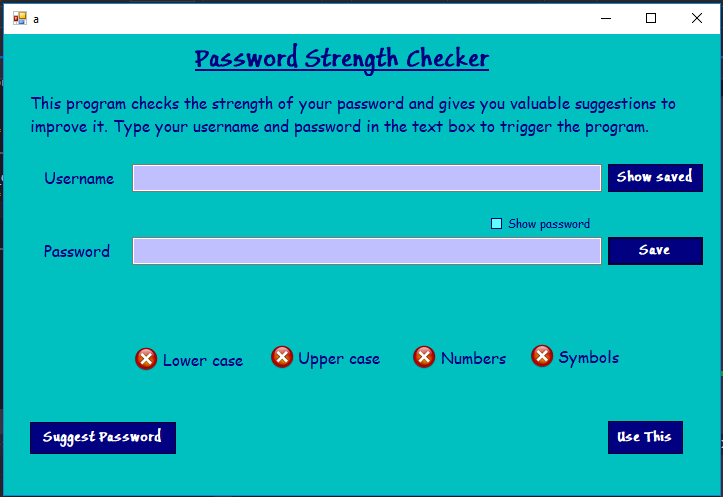 a
Password Strength Checker
This program checks the strength of your password and gives you valuable suggestions to
improve it. Type your username and password in the text box to trigger the program.
Username
Show saved
Show password
Password
Save
Lower case
Upper case
Numbers
Symbols
Suggest Password
Use This